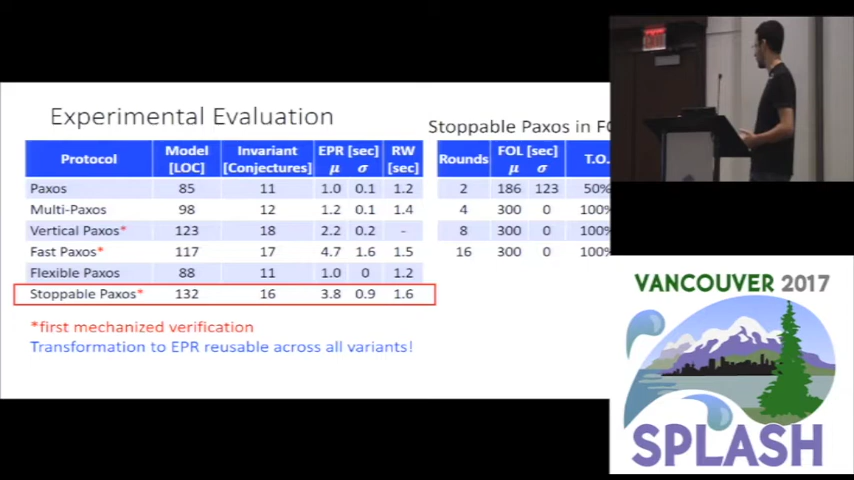 Experimental Evaluation
Protocol Model [LOC] Invariant [Conjectures] EPR [sec] μ σ RW [sec]
Paxos 85 11 1.0 0.1 1.2
Multi-Paxos 98 12 1.2 0.1 1.4
Vertical Paxos* 123 18 2.2 0.2 -
Fast Paxos* 117 17 4.7 1.6 1.5
Flexible Paxos 88 11 1.0 0 1.2
Stoppable Paxos* 132 16 3.8 0.9 1.6
*first mechanized verification
Transformation to EPR reusable across all variants!
Stoppable Paxos in
Rounds FOL [sec] μ σ T.O.
2 186 123 50%
4 300 0 100%
8 300 0 100%
16 300 0 100%
VANCOUVER 2017
SPLASH